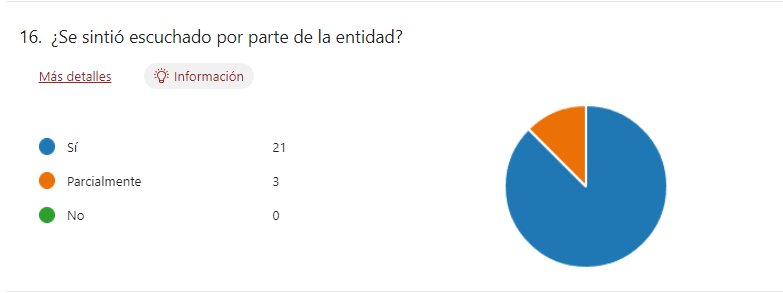 16. ¿Se sintió escuchado por parte de la entidad?
Más detalles Información
Sí 21
Parcialmente 3
No 0